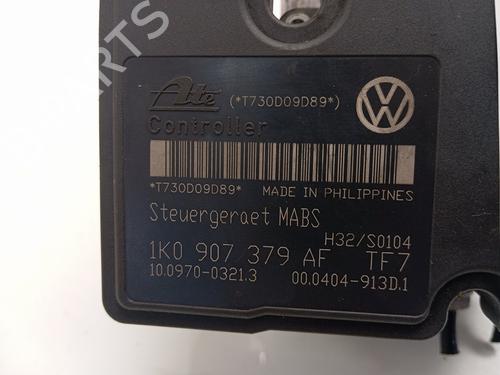 Ate (*T730D09D89*)
Controller
*T730D09D89* MADE IN PHILIPPINES
Steuergeraet MABS
H32/S0104
1K0 907 379 AF TF7
10.0970-0321.3 00.0404-913D.1
PARTS